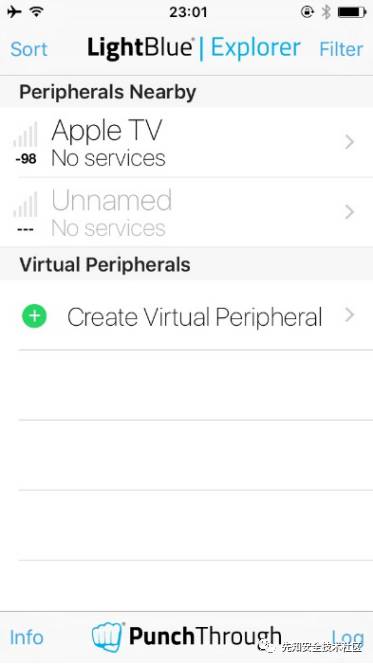 23:01
Sort LightBlue | Explorer Filter
Peripherals Nearby
Apple TV
-98 No services
Unnamed
--- No services
Virtual Peripherals
Create Virtual Peripheral
Info PunchThrough Log
先知安全技术社区